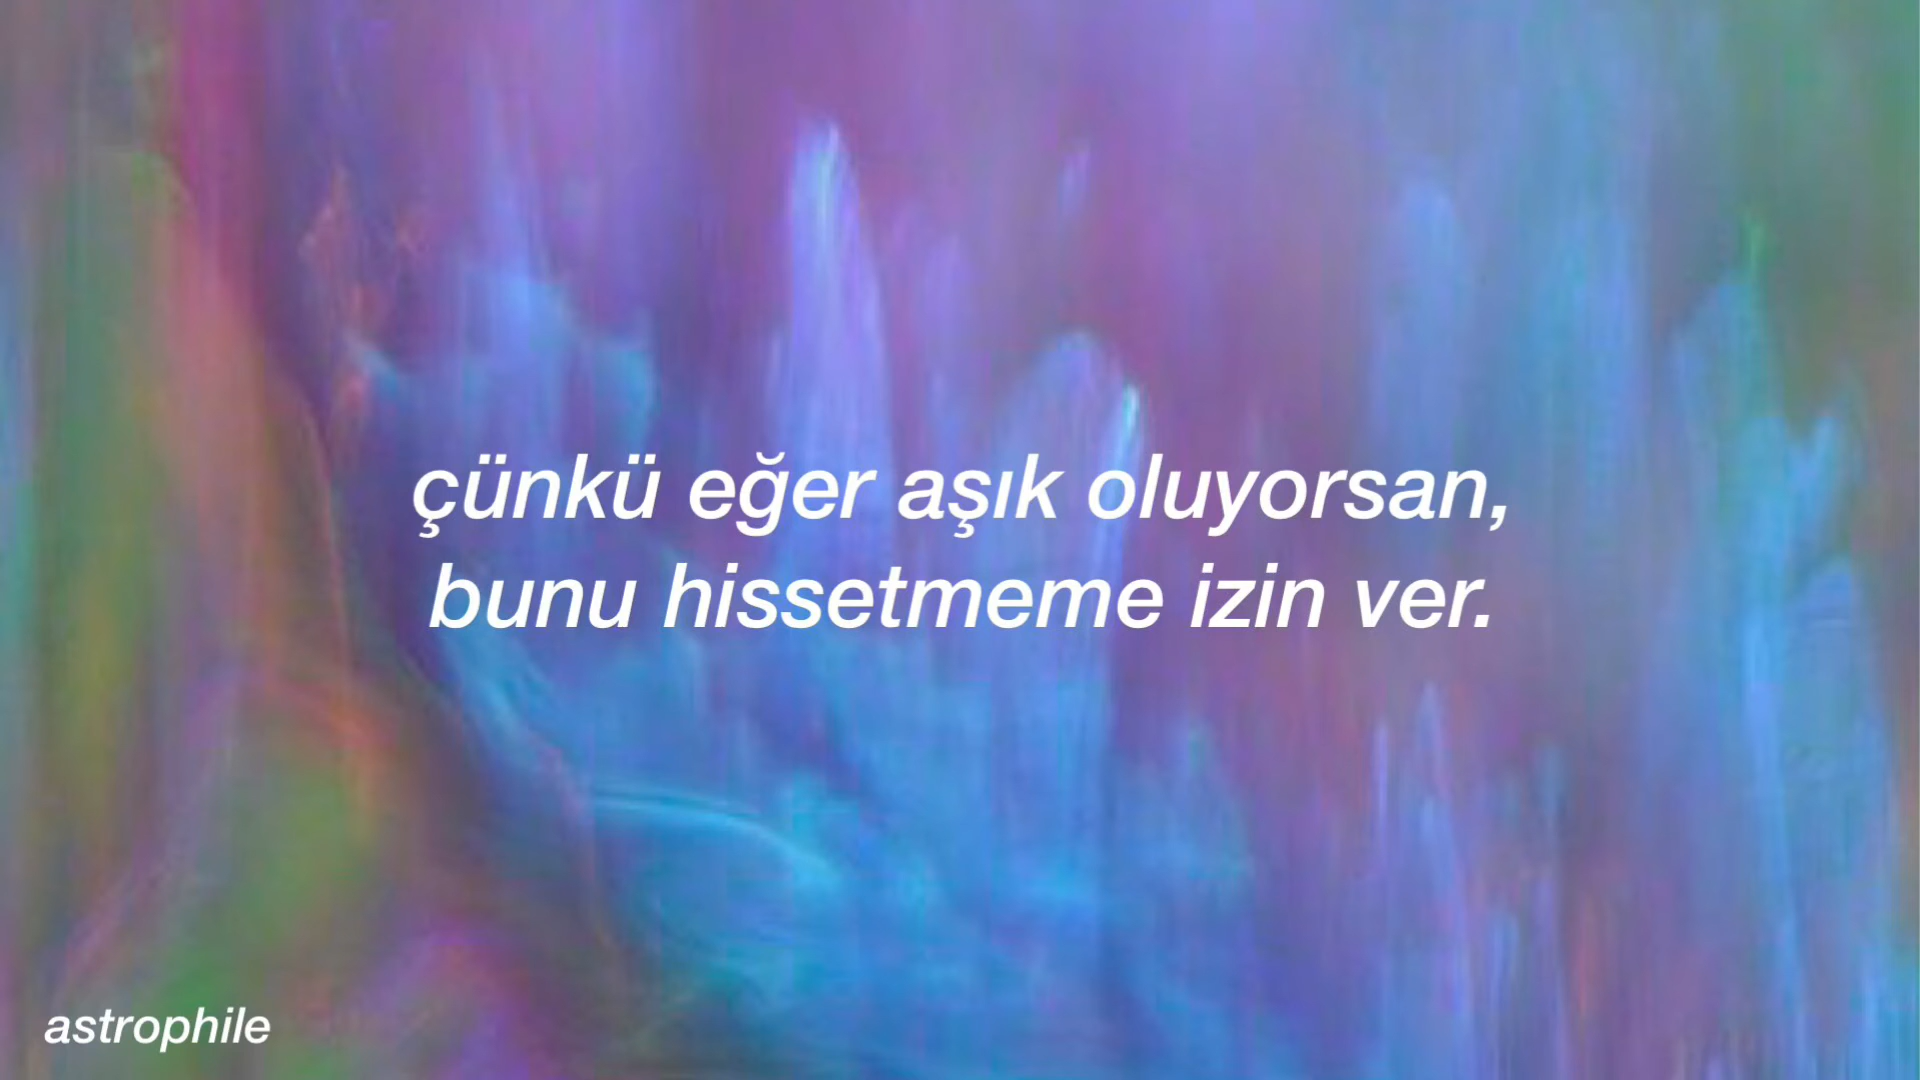 çünkü eğer aşık oluyorsan,
bunu hissetmeme izin ver.
astrophile